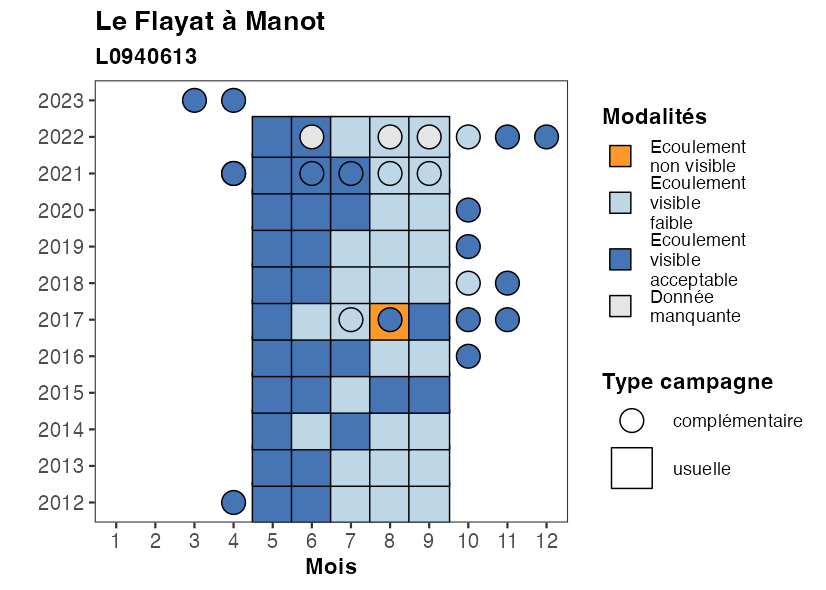 Le Flayat à Manot
L0940613
2023
2022
2021
2020
2019
2018
2017
2016
2015
2014
2013
2012
1 2 3 4 5 6 7 8 9 10 11 12
Mois
Modalités
Ecoulement
non visible
Ecoulement
visible
faible
Ecoulement
visible
acceptable
Donnée
manquante
Type campagne
complémentaire
usuelle